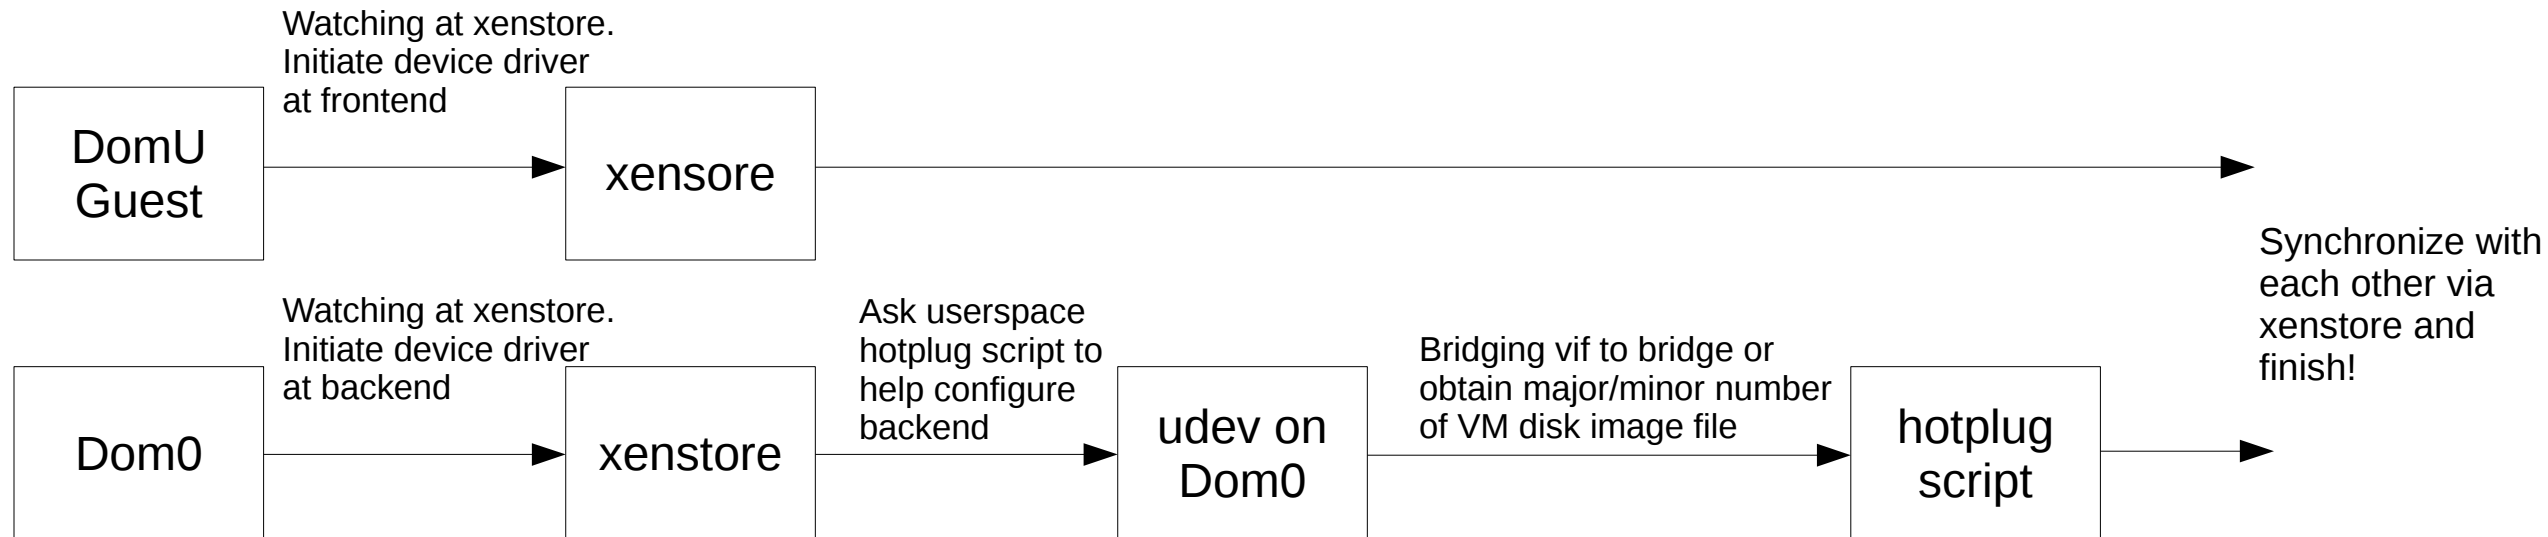 Watching at xenstore.
Initiate device driver
at frontend
DomU
Guest
xensore
Watching at xenstore.
Initiate device driver
at backend
Dom0
xenstore
Ask userspace
hotplug script to
help configure
backend
udev on
Dom0
Bridging vif to bridge or
obtain major/minor number
of VM disk image file
hotplug
script
Synchronize with
each other via
xenstore and
finish!